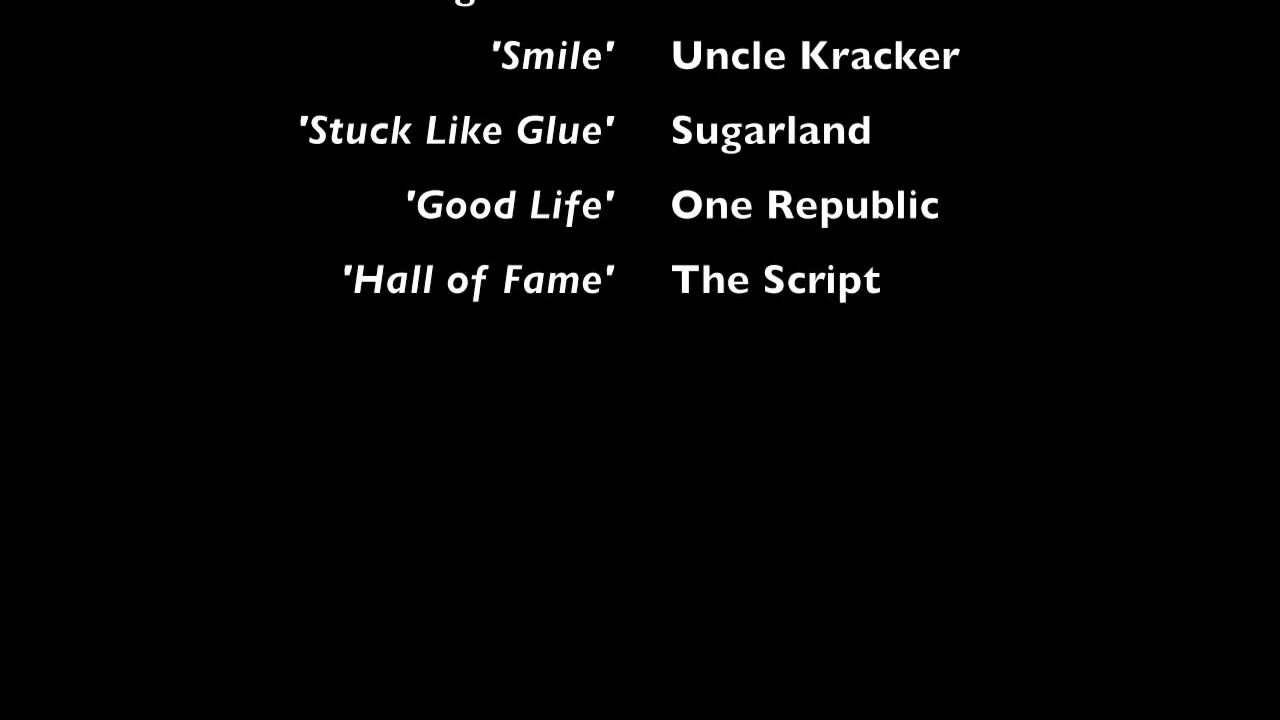 'Smile' Uncle Kracker
'Stuck Like Glue' Sugarland
'Good Life' One Republic
'Hall of Fame' The Script